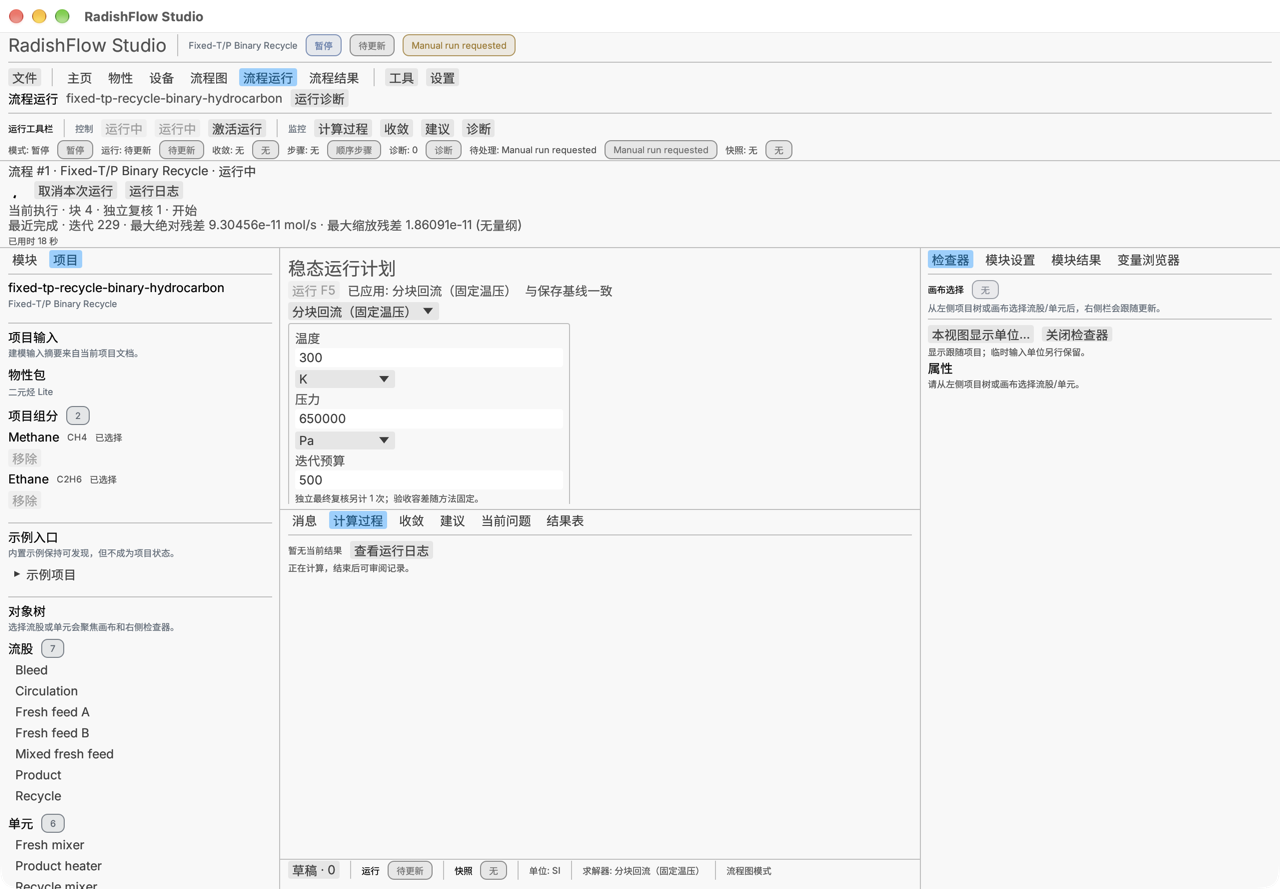 RadishFlow Studio
RadishFlow Studio Fixed-T/P Binary Recycle 暂停 待更新 Manual run requested
文件 主页 物性 设备 流程图 流程运行 流程结果 工具 设置
流程运行 fixed-tp-recycle-binary-hydrocarbon 运行诊断
运行工具栏 控制 运行中 运行中 激活运行 监控 计算过程 收敛 建议 诊断
模式: 暂停 暂停 运行: 待更新 待更新 收敛: 无 无 步骤: 无 顺序步骤 诊断: 0 诊断 待处理: Manual run requested Manual run requested 快照: 无 无
流程 #1 · Fixed-T/P Binary Recycle · 运行中
取消本次运行 运行日志
当前执行 · 块 4 · 独立复核 1 · 开始
最近完成 · 迭代 229 · 最大绝对残差 9.30456e-11 mol/s · 最大缩放残差 1.86091e-11 (无量纲)
已用时 18 秒
模块 项目
fixed-tp-recycle-binary-hydrocarbon
Fixed-T/P Binary Recycle
项目输入
建模输入摘要来自当前项目文档。
物性包
二元烃 Lite
项目组分 2
Methane CH4 已选择
移除
Ethane C2H6 已选择
移除
示例入口
内置示例保持可发现，但不成为项目状态。
示例项目
对象树
选择流股或单元会聚焦画布和右侧检查器。
流股 7
Bleed
Circulation
Fresh feed A
Fresh feed B
Mixed fresh feed
Product
Recycle
单元 6
Fresh mixer
Product heater
Recycle mixer
稳态运行计划
运行 F5 已应用: 分块回流（固定温压） 与保存基线一致
分块回流（固定温压）
温度
300
K
压力
650000
Pa
迭代预算
500
独立最终复核另计 1 次；验收容差随方法固定。
消息 计算过程 收敛 建议 当前问题 结果表
暂无当前结果 查看运行日志
正在计算，结束后可审阅记录。
草稿 · 0 运行 待更新 快照 无 单位: SI 求解器: 分块回流（固定温压） 流程图模式
检查器 模块设置 模块结果 变量浏览器
画布选择 无
从左侧项目树或画布选择流股/单元后，右侧栏会跟随更新。
本视图显示单位... 关闭检查器
显示跟随项目；临时输入单位另行保留。
属性
请从左侧项目树或画布选择流股/单元。